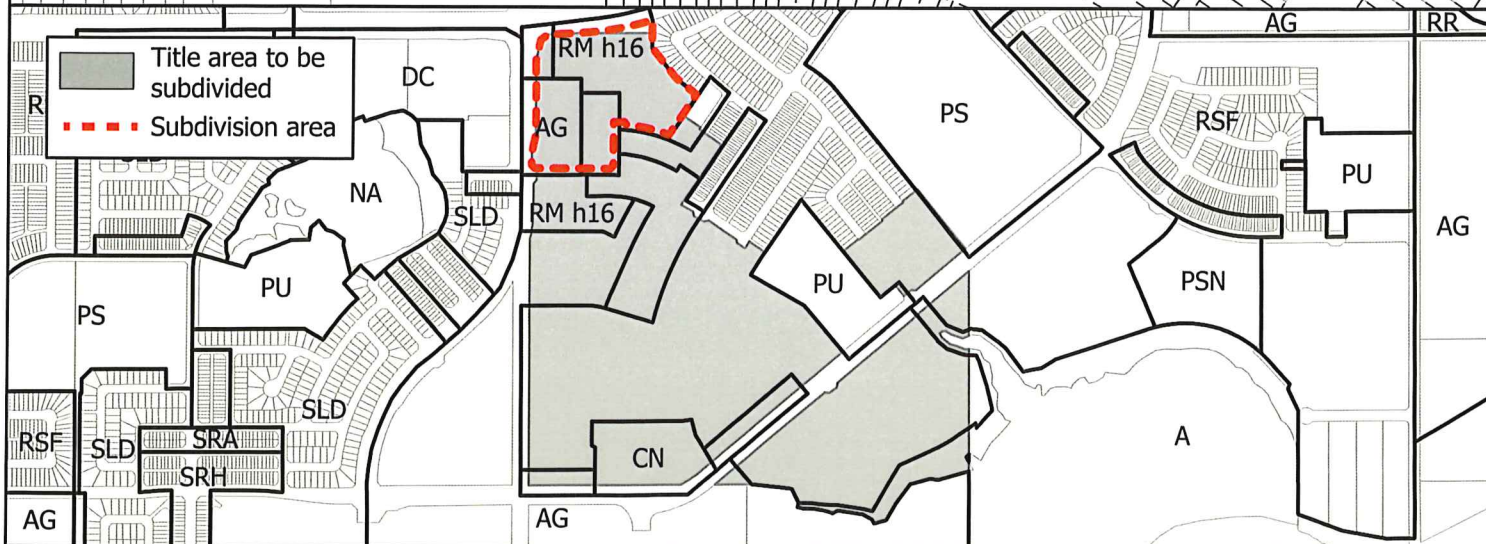 AG
RR
Title area to be
subdivided
Subdivision area
DC
RM h16
PS
R
RSF
AG
PU
NA
SLD
RM h16
AG
PU
PU
PSN
PS
SLD
A
RSF
SLD
SRA
CN
SRH
AG
AG